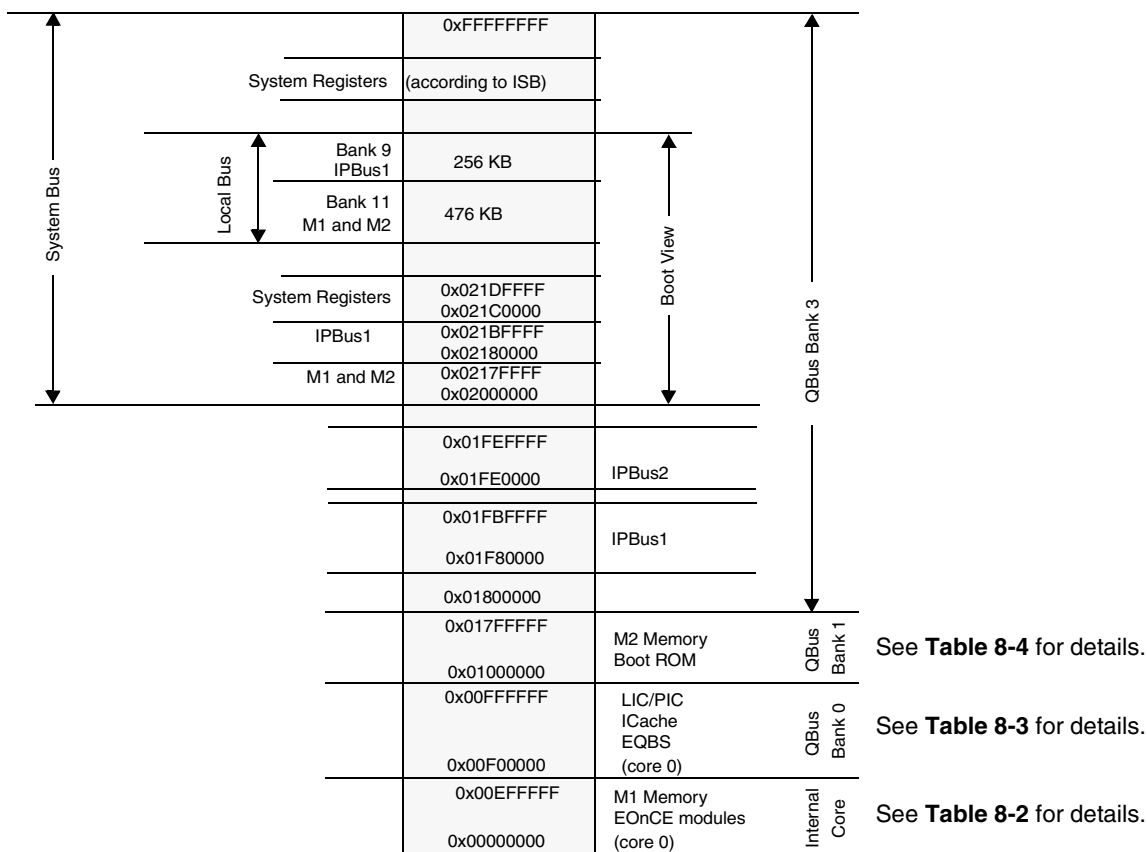 0xFFFFFFFF
System Registers (according to ISB)
System Bus
Local Bus
Bank 9
IPBus1
256 KB
Bank 11
M1 and M2
476 KB
Boot View
QBus Bank 3
System Registers
0x021DFFFF
0x021C0000
IPBus1
0x021BFFFF
0x02180000
M1 and M2
0x0217FFFF
0x02000000
0x01FEFFFF
0x01FE0000
IPBus2
0x01FBFFFF
IPBus1
0x01F80000
0x01800000
0x017FFFFF
0x01000000
M2 Memory
Boot ROM
QBus
Bank 1
See Table 8-4 for details.
0x00FFFFFF
0x00F00000
LIC/PIC
ICache
EQBS
(core 0)
QBus
Bank 0
See Table 8-3 for details.
0x00EFFFFF
0x00000000
M1 Memory
EOnCE modules
(core 0)
Internal
Core
See Table 8-2 for details.